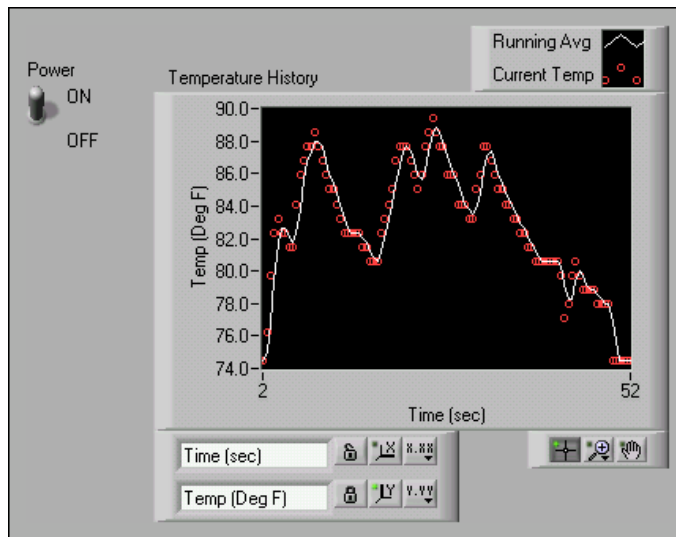 Running Avg
Current Temp
Power
ON
OFF
Temperature History
90.0
88.0
86.0
84.0
82.0
80.0
78.0
76.0
74.0
Temp (Deg F)
2
52
Time (sec)
Time (sec)
X
X.XX
Temp (Deg F)
Y
Y.YY